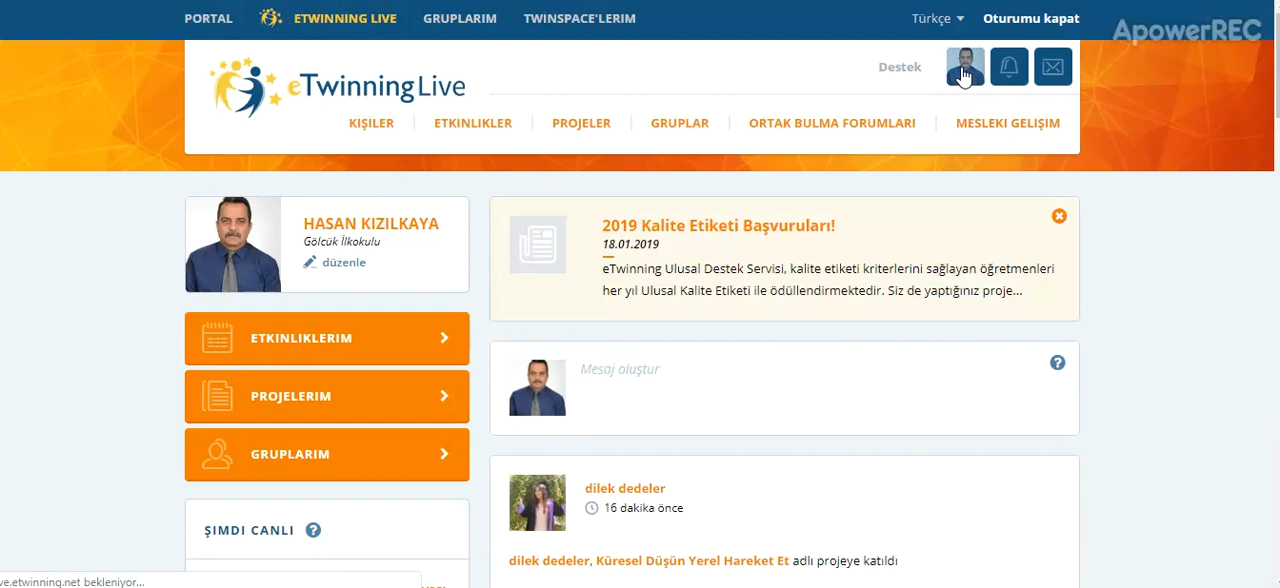 PORTAL
ETWINNING LIVE
GRUPLARIM
TWINSPACE'LERIM
Türkçe
Oturumu kapat
ApowerREC
eTwinning Live
Destek
KIŞILER
ETKINLIKLER
PROJELER
GRUPLAR
ORTAK BULMA FORUMLARI
MESLEKI GELIŞIM
HASAN KIZILKAYA
Gölcük İlkokulu
düzenle
ETKINLIKLERIM
PROJELERIM
GRUPLARIM
ŞIMDI CANLI ?
2019 Kalite Etiketi Başvuruları!
18.01.2019
eTwinning Ulusal Destek Servisi, kalite etiketi kriterlerini sağlayan öğretmenleri
her yıl Ulusal Kalite Etiketi ile ödüllendirmektedir. Siz de yaptığınız proje...
Mesaj oluştur
?
dilek dedeler
16 dakika önce
dilek dedeler, Küresel Düşün Yerel Hareket Et adlı projeye katıldı
ve.etwinning.net bekleniyor...